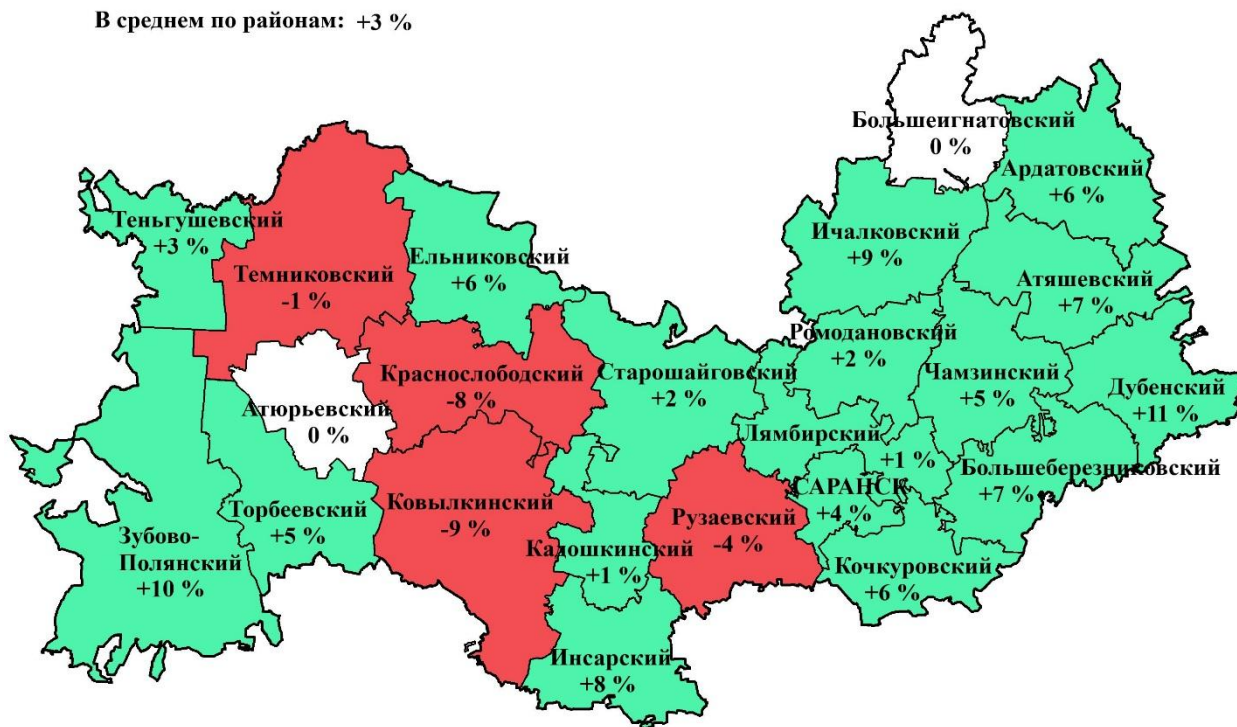 В среднем по районам: +3 %
Большеигнатовский
0 %
Ардатовский
+6 %
Теньгушевский
+3 %
Ичалковский
+9 %
Темниковский
-1 %
Ельниковский
+6 %
Атяшевский
+7 %
Ромодановский
+2 %
Краснослободский
-8 %
Старошайговский
+2 %
Чамзинский
+5 %
Дубенский
+11 %
Атюрьевский
0 %
Лямбирский
+1 %
Большеберезниковский
+7 %
САРАНСК
+4 %
Ковылкинский
-9 %
Торбеевский
+5 %
Рузаевский
-4 %
Зубово-
Полянский
+10 %
Кадошкинский
+1 %
Кочкуровский
+6 %
Инсарский
+8 %